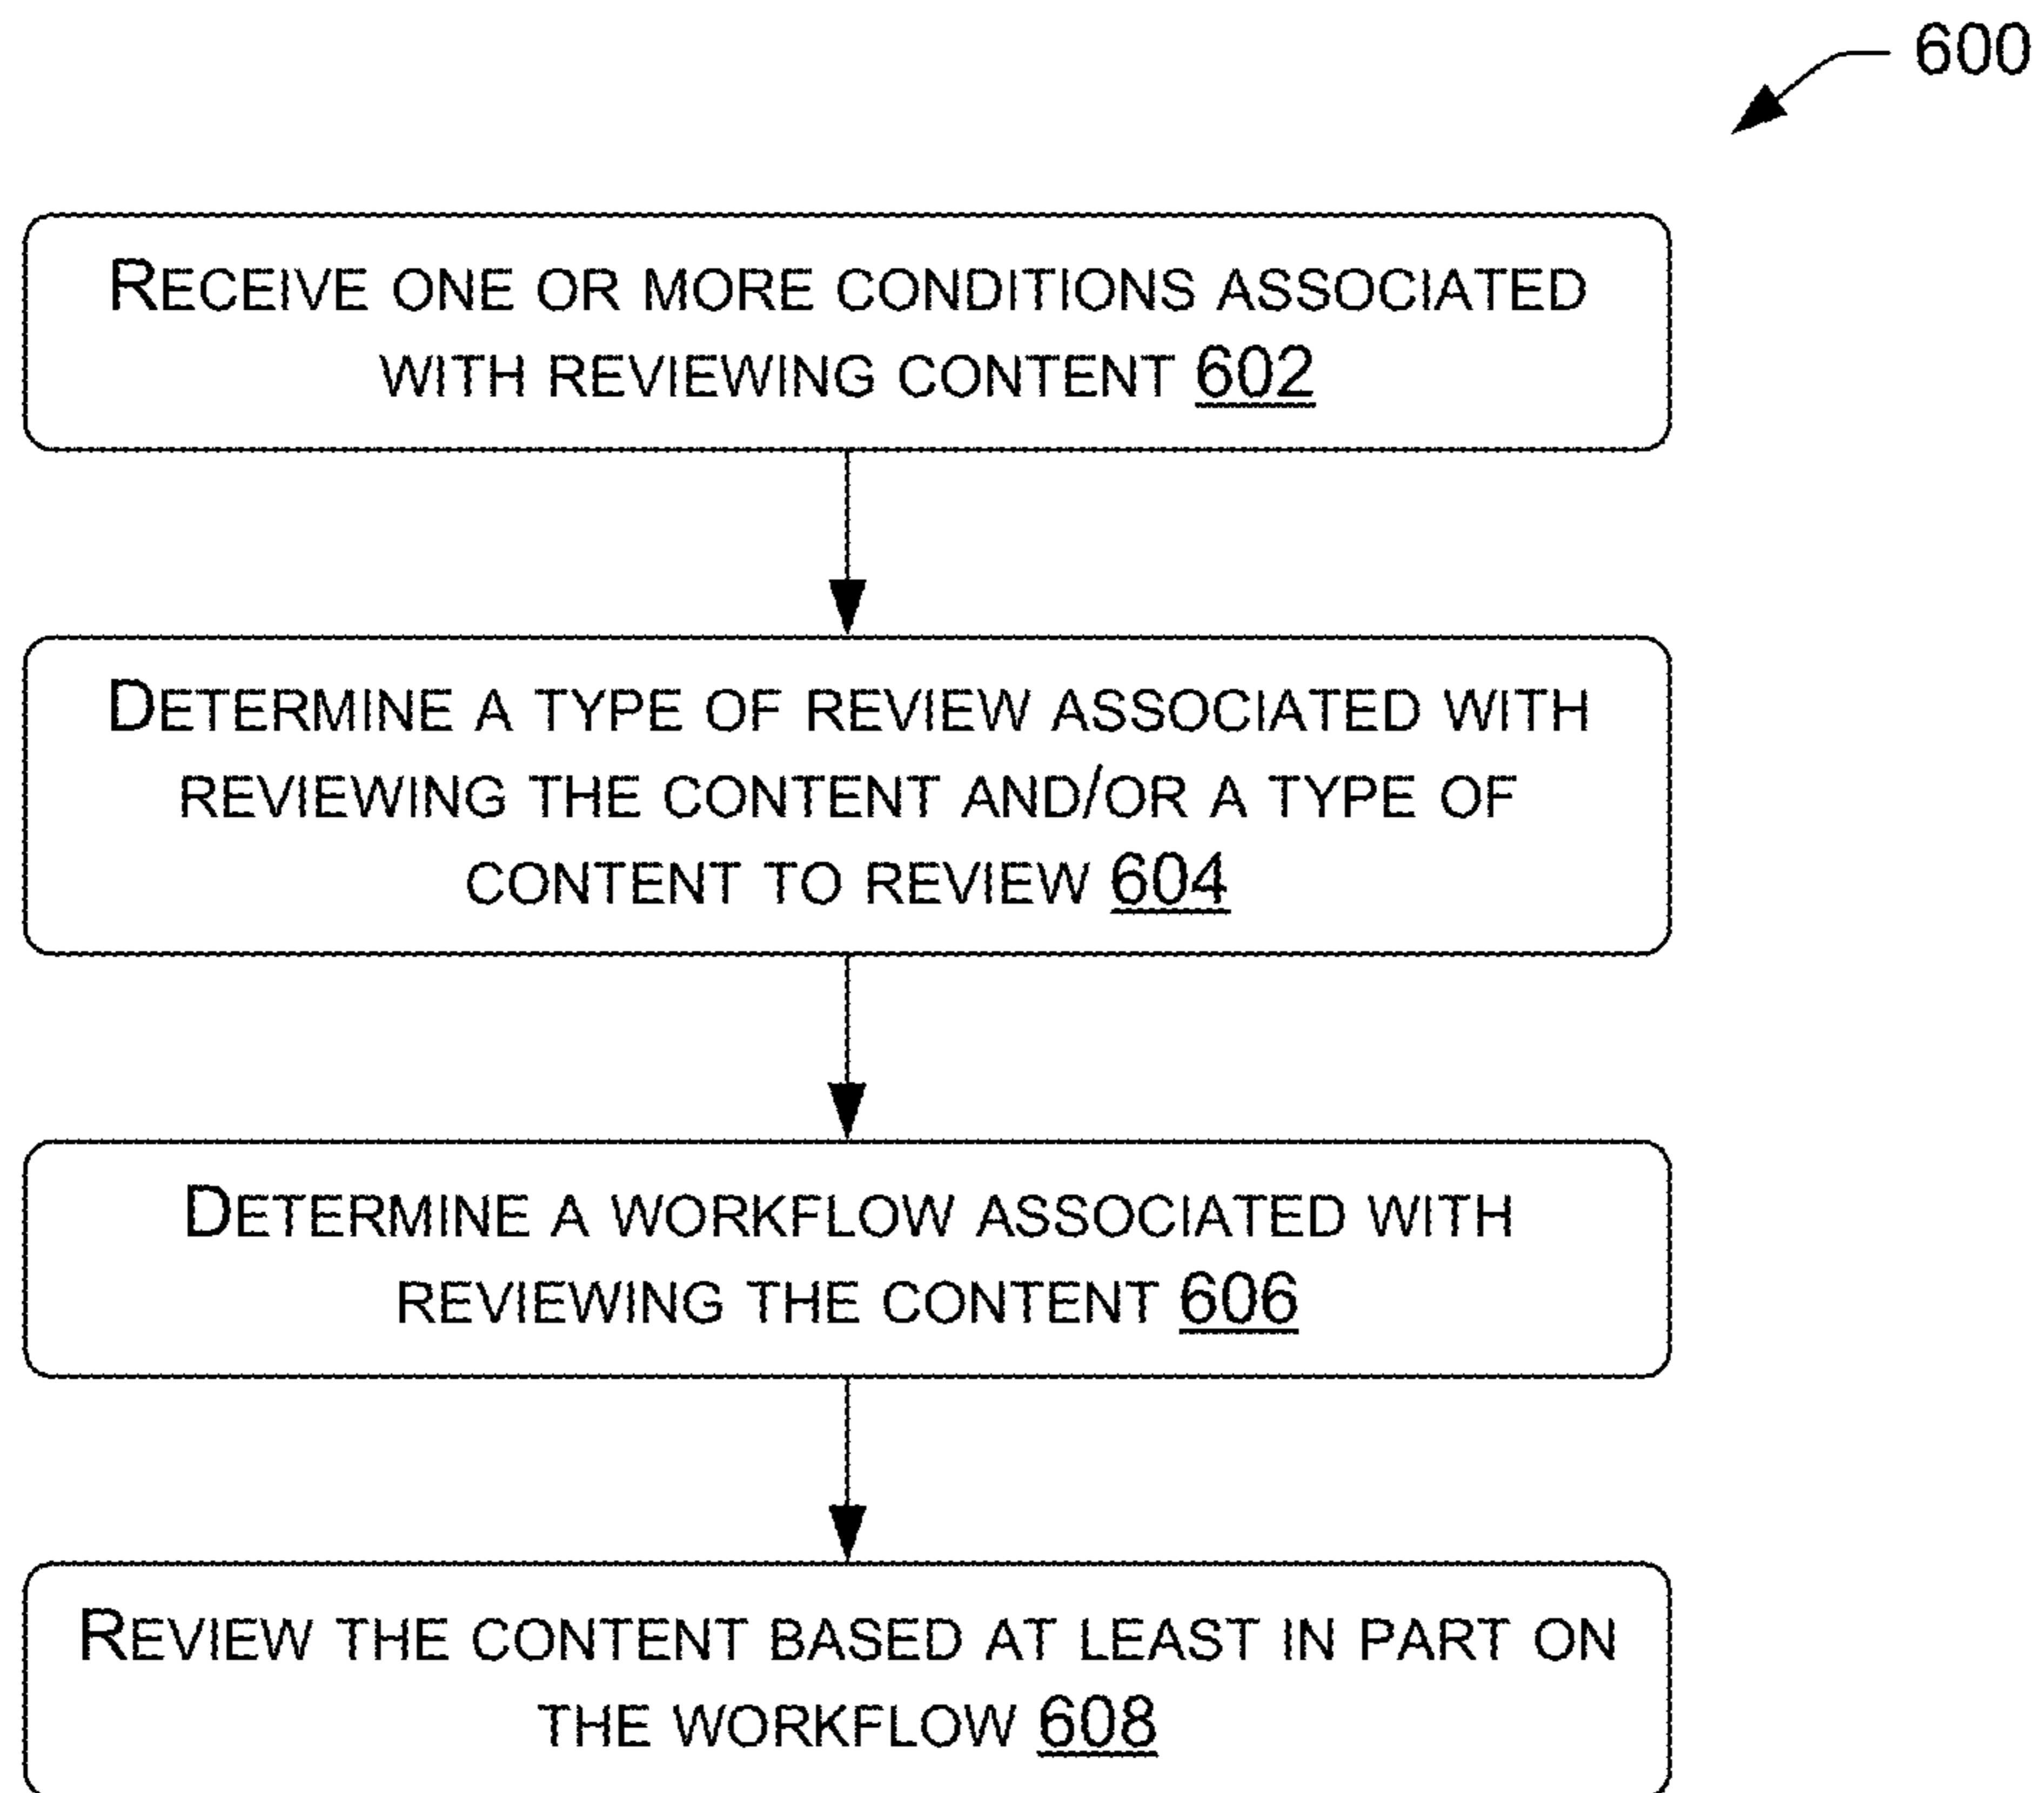 600
RECEIVE ONE OR MORE CONDITIONS ASSOCIATED
WITH REVIEWING CONTENT 602
DETERMINE A TYPE OF REVIEW ASSOCIATED WITH
REVIEWING THE CONTENT AND/OR A TYPE OF
CONTENT TO REVIEW 604
DETERMINE A WORKFLOW ASSOCIATED WITH
REVIEWING THE CONTENT 606
REVIEW THE CONTENT BASED AT LEAST IN PART ON
THE WORKFLOW 608